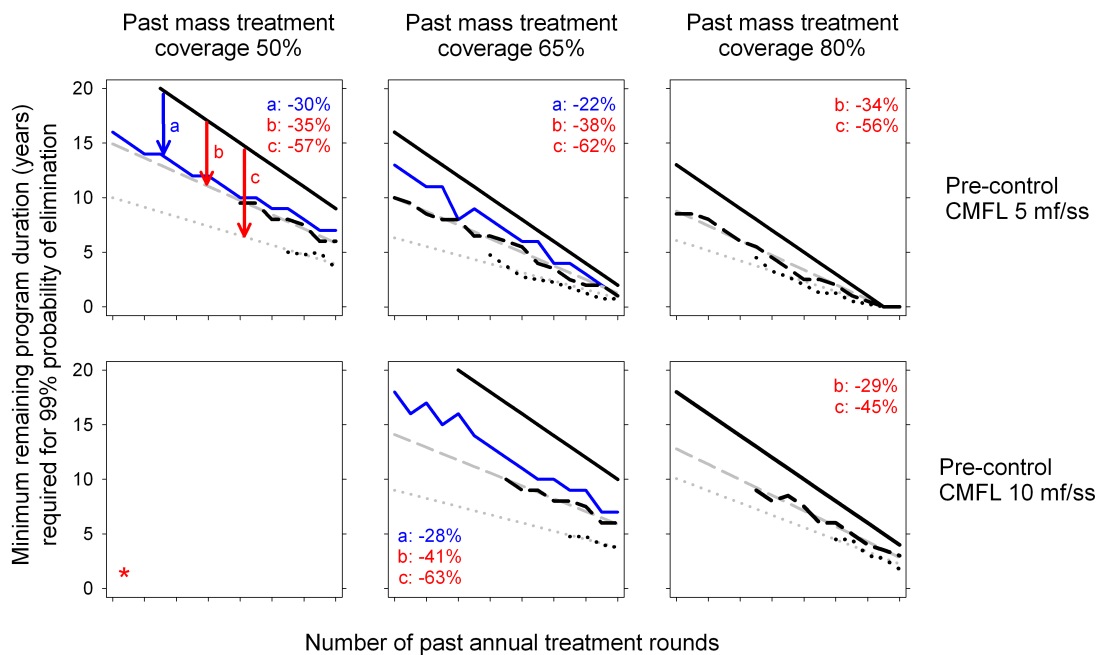 Past mass treatment
coverage 50%
Past mass treatment
coverage 65%
Past mass treatment
coverage 80%
Minimum remaining program duration (years)
required for 99% probability of elimination
20
15
10
5
0
a: -30%
b: -35%
c: -57%
a
b
c
a: -22%
b: -38%
c: -62%
b: -34%
c: -56%
Pre-control
CMFL 5 mf/ss
20
15
10
5
0
*
a: -28%
b: -41%
c: -63%
b: -29%
c: -45%
Pre-control
CMFL 10 mf/ss
Number of past annual treatment rounds